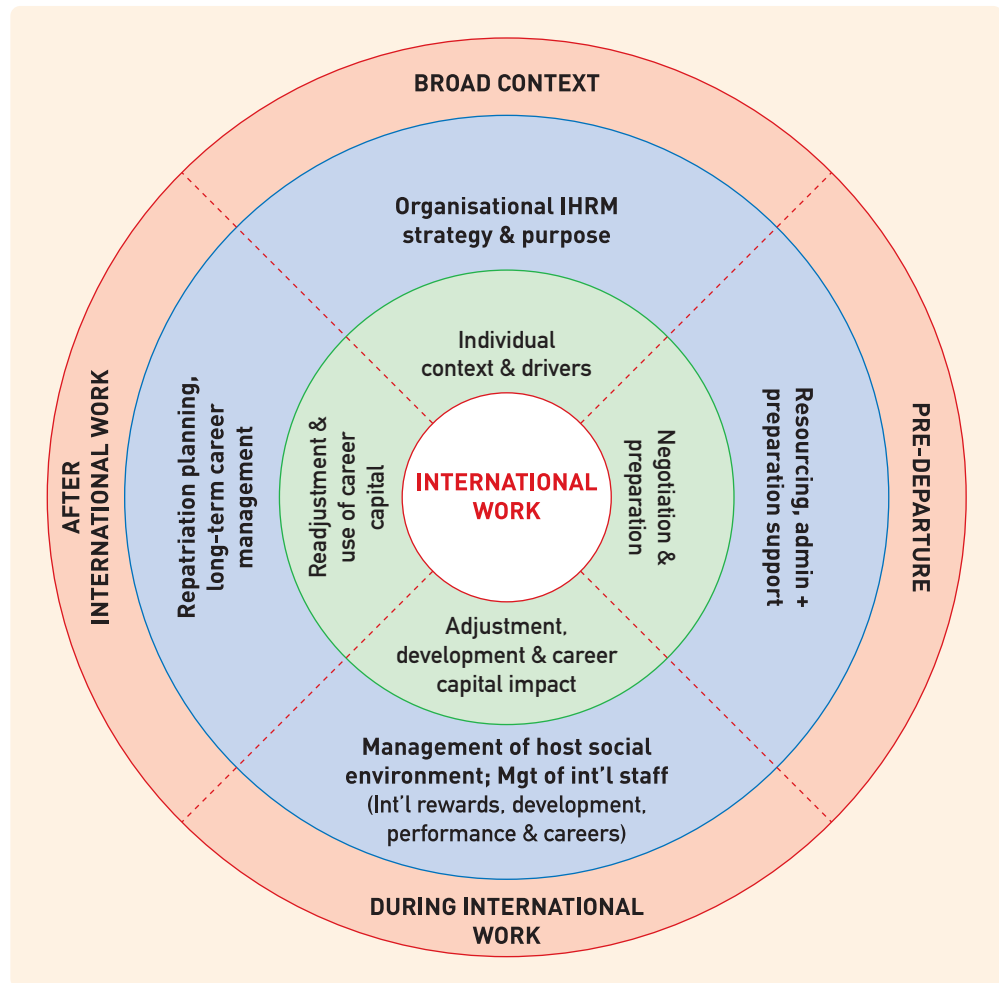 BROAD CONTEXT
Organisational IHRM
strategy & purpose
Individual
context & drivers
INTERNATIONAL
WORK
Negotiation &
preparation
Resourcing, admin +
preparation support
PRE-DEPARTURE
Adjustment,
development & career
capital impact
Management of host social
environment; Mgt of int’l staff
(Int’l rewards, development,
performance & careers)
DURING INTERNATIONAL
WORK
Readjustment &
use of career
capital
Repatriation planning,
long-term career
management
AFTER
INTERNATIONAL WORK